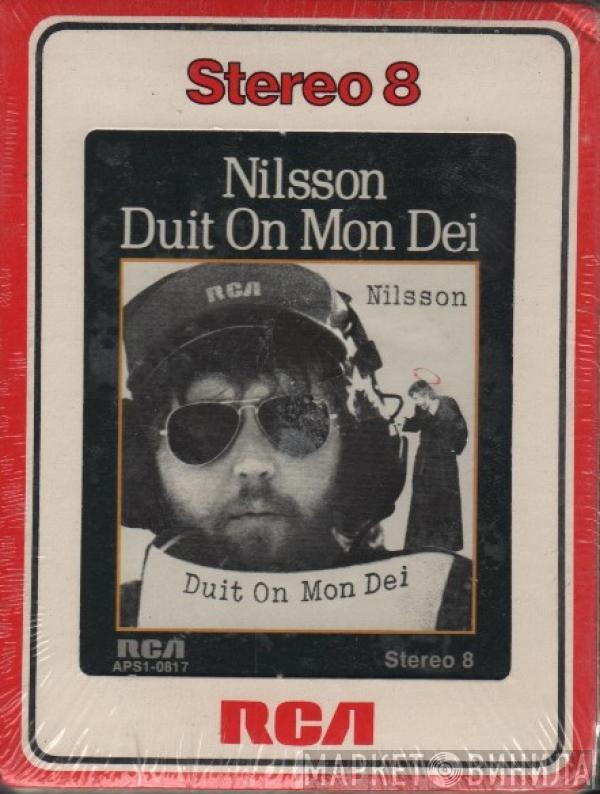 Stereo 8
Nilsson
Duit On Mon Dei
RCA
Nilsson
Duit On Mon Dei
RCA
APS1-0817
Stereo 8
RCA
МАРКЕТ ВИНИЛА